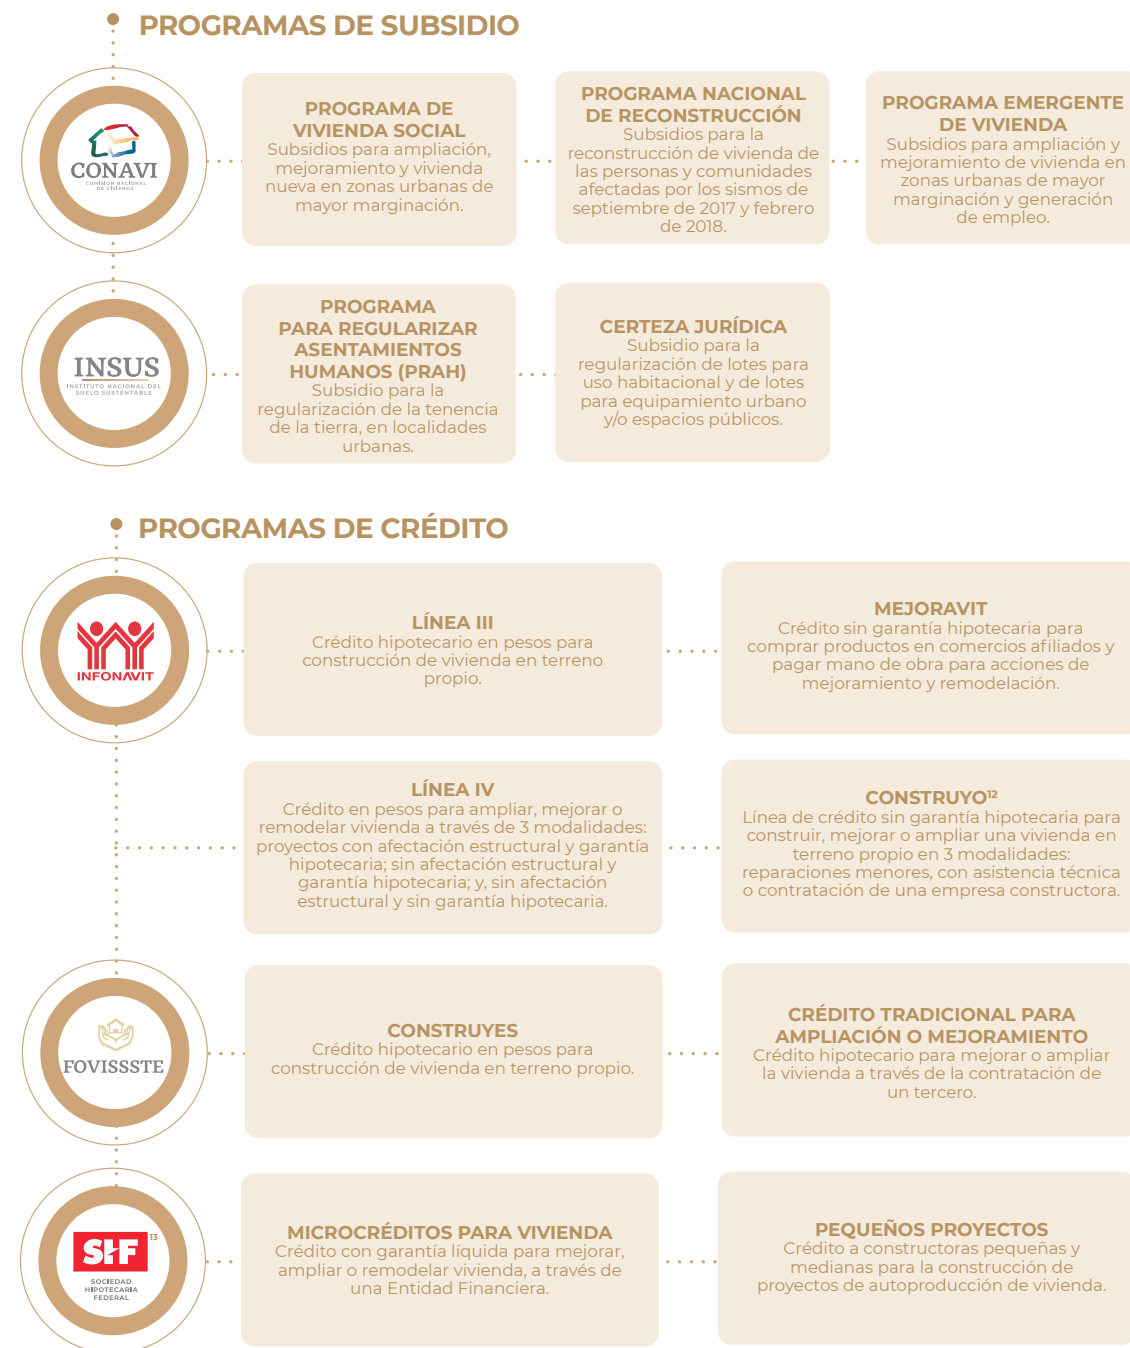 PROGRAMAS DE SUBSIDIO
CONAVI
COMISIÓN NACIONAL
DE VIVIENDA
PROGRAMA DE
VIVIENDA SOCIAL
Subsidios para ampliación,
mejoramiento y vivienda
nueva en zonas urbanas de
mayor marginación.
PROGRAMA NACIONAL
DE RECONSTRUCCIÓN
Subsidios para la
reconstrucción de vivienda de
las personas y comunidades
afectadas por los sismos de
septiembre de 2017 y febrero
de 2018.
PROGRAMA EMERGENTE
DE VIVIENDA
Subsidios para ampliación y
mejoramiento de vivienda en
zonas urbanas de mayor
marginación y generación
de empleo.
INSUS
INSTITUTO NACIONAL DEL
SUELO SUSTENTABLE
PROGRAMA
PARA REGULARIZAR
ASENTAMIENTOS
HUMANOS (PRAH)
Subsidio para la
regularización de la tenencia
de la tierra, en localidades
urbanas.
CERTEZA JURÍDICA
Subsidio para la
regularización de lotes para
uso habitacional y de lotes
para equipamiento urbano
y/o espacios públicos.
PROGRAMAS DE CRÉDITO
INFONAVIT
LÍNEA III
Crédito hipotecario en pesos para
construcción de vivienda en terreno
propio.
MEJORAVIT
Crédito sin garantía hipotecaria para
comprar productos en comercios afiliados y
pagar mano de obra para acciones de
mejoramiento y remodelación.
LÍNEA IV
Crédito en pesos para ampliar, mejorar o
remodelar vivienda a través de 3 modalidades:
proyectos con afectación estructural y garantía
hipotecaria; sin afectación estructural y
garantía hipotecaria; y, sin afectación
estructural y sin garantía hipotecaria.
CONSTRUYO¹²
Línea de crédito sin garantía hipotecaria para
construir, mejorar o ampliar una vivienda en
terreno propio en 3 modalidades:
reparaciones menores, con asistencia técnica
o contratación de una empresa constructora.
FOVISSSTE
CONSTRUYES
Crédito hipotecario en pesos para
construcción de vivienda en terreno propio.
CRÉDITO TRADICIONAL PARA
AMPLIACIÓN O MEJORAMIENTO
Crédito hipotecario para mejorar o ampliar
la vivienda a través de la contratación de
un tercero.
SHF ¹³
SOCIEDAD
HIPOTECARIA
FEDERAL
MICROCRÉDITOS PARA VIVIENDA
Crédito con garantía líquida para mejorar,
ampliar o remodelar vivienda, a través de
una Entidad Financiera.
PEQUEÑOS PROYECTOS
Crédito a constructoras pequeñas y
medianas para la construcción de
proyectos de autoproducción de vivienda.